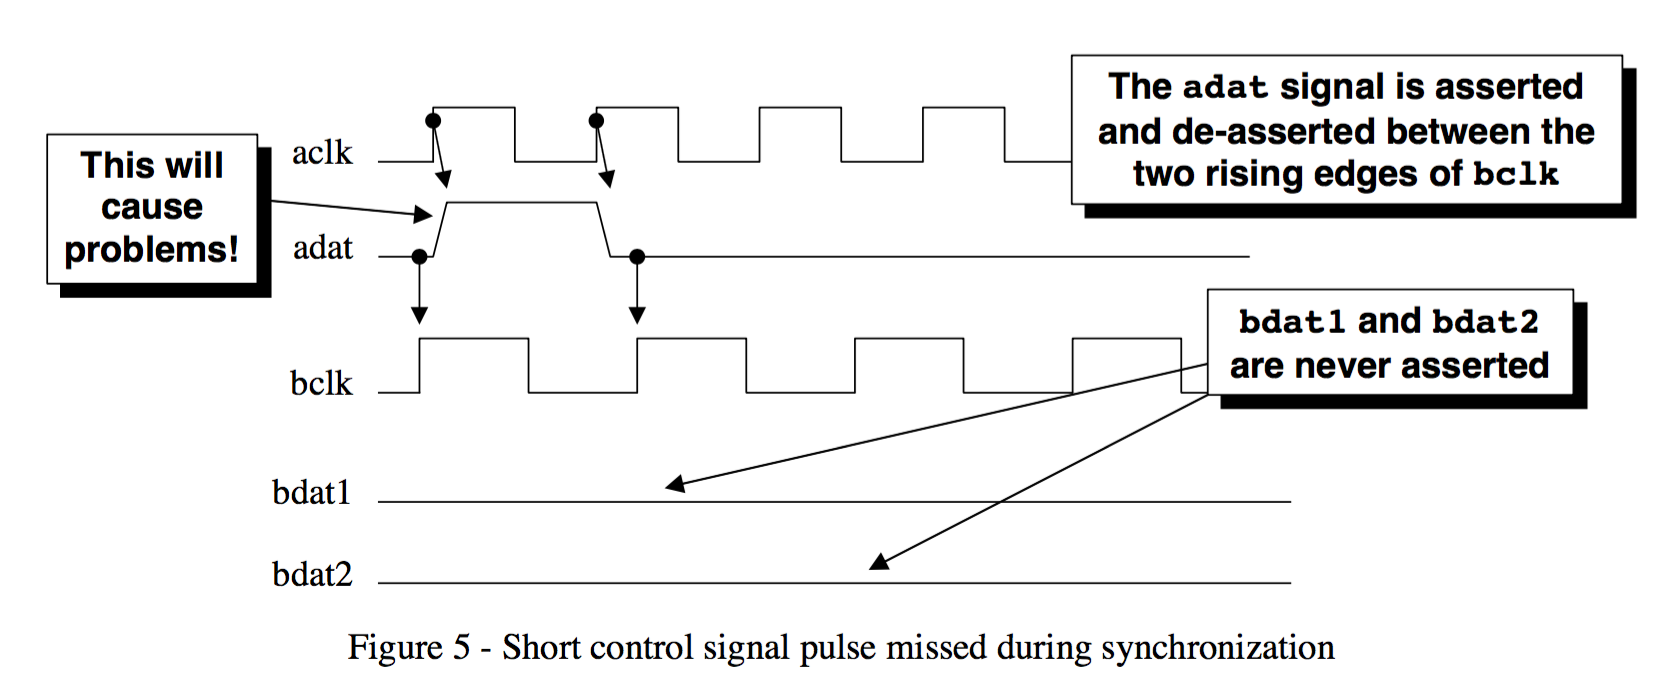 The adat signal is asserted
and de-asserted between the
two rising edges of bclk
This will
cause
problems!
aclk
adat
bdat1 and bdat2
are never asserted
bclk
bdat1
bdat2
Figure 5 - Short control signal pulse missed during synchronization